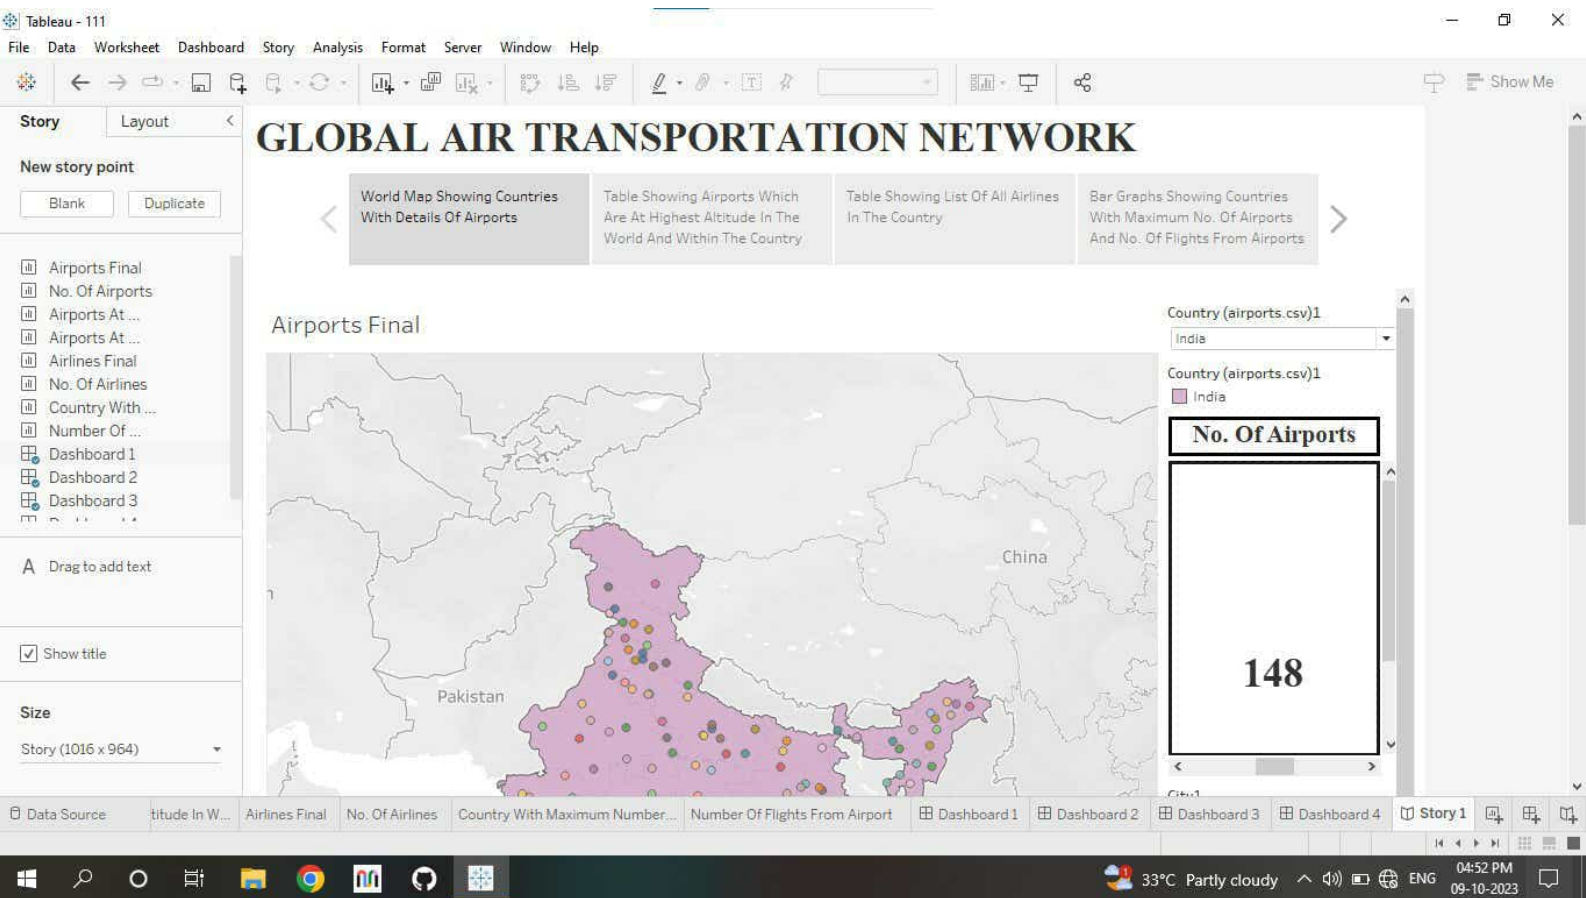 Tableau - 111
File Data Worksheet Dashboard Story Analysis Format Server Window Help
Show Me
Story Layout
New story point
Blank Duplicate
Airports Final
No. Of Airports
Airports At ...
Airports At ...
Airlines Final
No. Of Airlines
Country With ...
Number Of ...
Dashboard 1
Dashboard 2
Dashboard 3
A Drag to add text
Show title
Size
Story (1016 x 964)
GLOBAL AIR TRANSPORTATION NETWORK
World Map Showing Countries
With Details Of Airports
Table Showing Airports Which
Are At Highest Altitude In The
World And Within The Country
Table Showing List Of All Airlines
In The Country
Bar Graphs Showing Countries
With Maximum No. Of Airports
And No. Of Flights From Airports
Airports Final
China
Pakistan
Country (airports.csv)1
India
Country (airports.csv)1
India
No. Of Airports
148
City1
Data Source titude In W... Airlines Final No. Of Airlines Country With Maximum Number... Number Of Flights From Airport Dashboard 1 Dashboard 2 Dashboard 3 Dashboard 4 Story 1
1 33°C Partly cloudy ENG 04:52 PM
09-10-2023